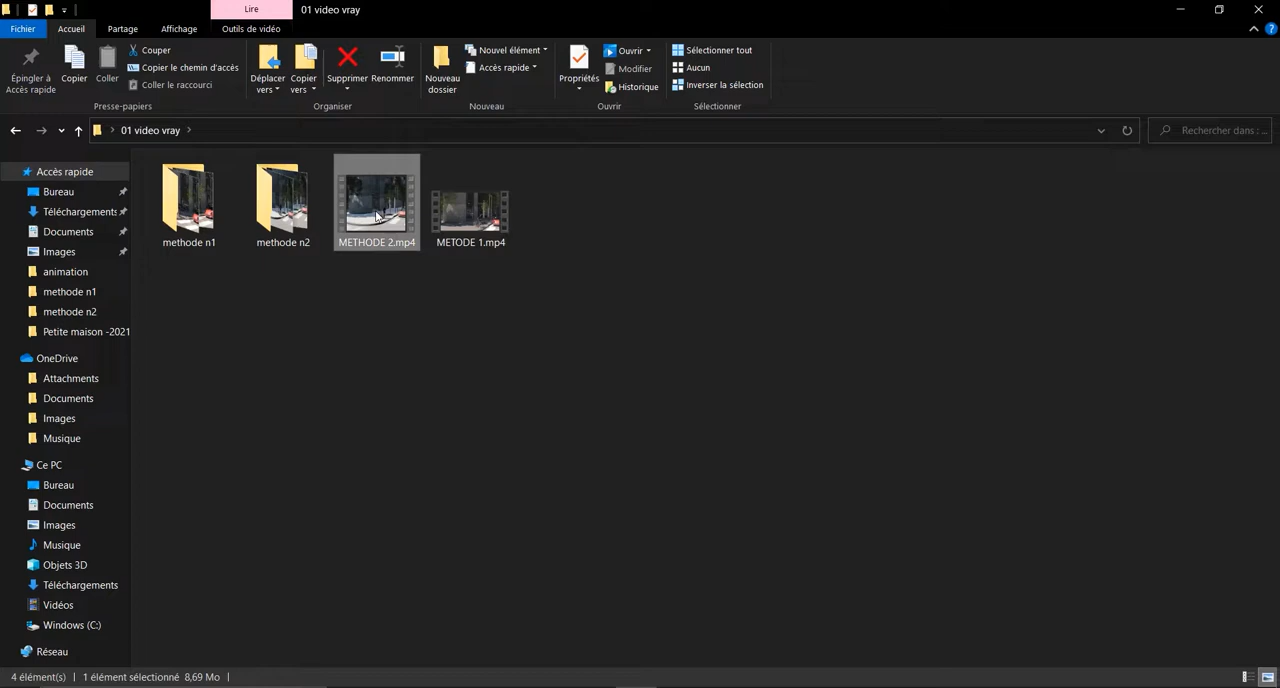 Lire
01 video vray
Fichier
Accueil
Partage
Affichage
Outils de vidéo
Épingler à
Accès rapide
Copier
Coller
Couper
Copier le chemin d'accès
Coller le raccourci
Presse-papiers
Déplacer
vers
Copier
vers
Supprimer
Renommer
Organiser
Nouveau
dossier
Nouvel élément
Accès rapide
Nouveau
Propriétés
Ouvrir
Modifier
Historique
Ouvrir
Sélectionner tout
Aucun
Inverser la sélection
Sélectionner
01 video vray
Rechercher dans : ...
Accès rapide
Bureau
Téléchargements
Documents
Images
animation
methode n1
methode n2
Petite maison -2021
OneDrive
Attachments
Documents
Images
Musique
Ce PC
Bureau
Documents
Images
Musique
Objets 3D
Téléchargements
Vidéos
Windows (C:)
Réseau
methode n1
methode n2
METHODE 2.mp4
METODE 1.mp4
4 élément(s)
1 élément sélectionné 8,69 Mo